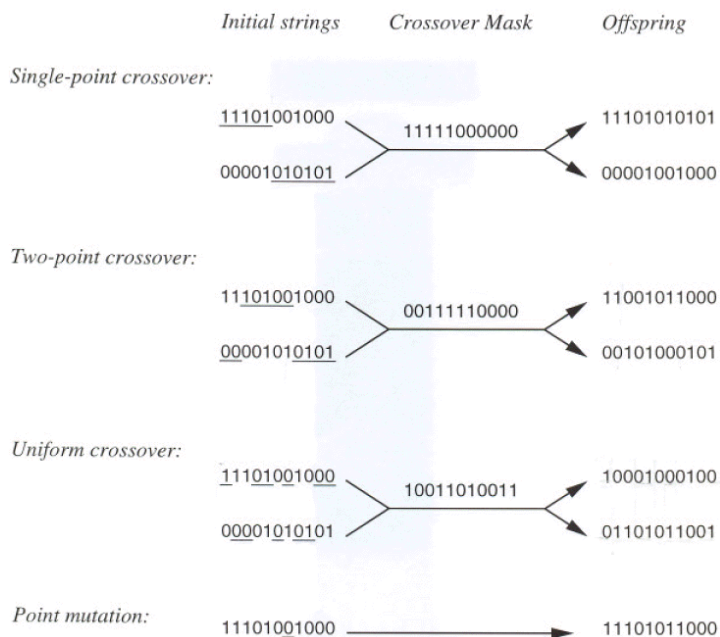 Initial strings Crossover Mask Offspring
Single-point crossover:
11101001000 11111000000 11101010101
00001010101 00001001000
Two-point crossover:
11101001000 00111110000 11001011000
00001010101 00101000101
Uniform crossover:
11101001000 10011010011 10001000100
00001010101 01101011001
Point mutation:
11101001000 11101011000